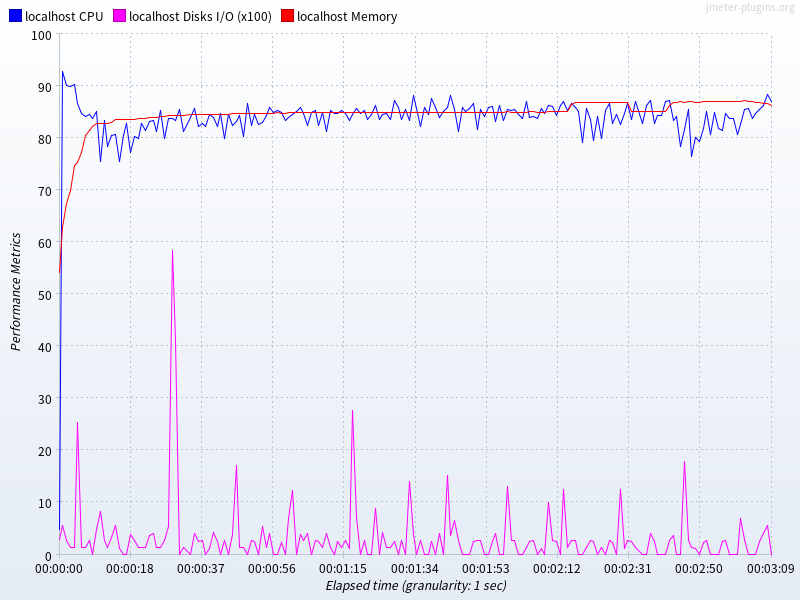 jmeter-plugins.org
localhost CPU localhost Disks I/O (x100) localhost Memory
100
90
80
70
60
50
40
30
20
10
0
Performance Metrics
00:00:00 00:00:18 00:00:37 00:00:56 00:01:15 00:01:34 00:01:53 00:02:12 00:02:31 00:02:50 00:03:09
Elapsed time (granularity: 1 sec)